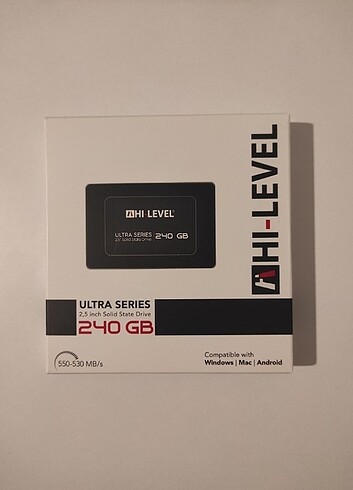 HI-LEVEL
HI-LEVEL
ULTRA SERIES
2.5" Solid State Drive
240 GB
ULTRA SERIES
2,5 inch Solid State Drive
240 GB
550-530 MB/s
Compatible with
Windows | Mac | Android